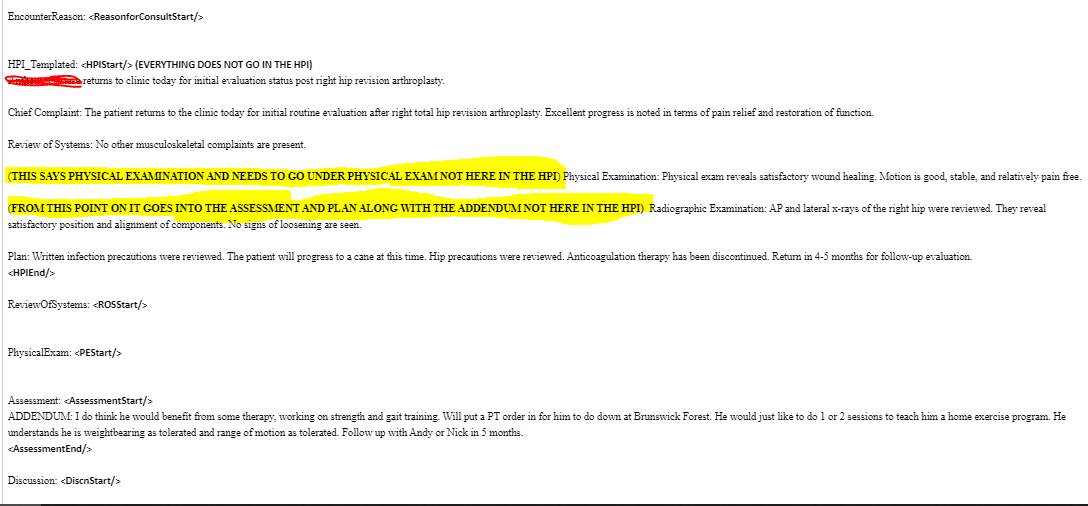 EncounterReason: <ReasonforConsultStart/>
HPI_Templated: <HPIStart/> (EVERYTHING DOES NOT GO IN THE HPI)
returns to clinic today for initial evaluation status post right hip revision arthroplasty.
Chief Complaint: The patient returns to the clinic today for initial routine evaluation after right total hip revision arthroplasty. Excellent progress is noted in terms of pain relief and restoration of function.
Review of Systems: No other musculoskeletal complaints are present.
(THIS SAYS PHYSICAL EXAMINATION AND NEEDS TO GO UNDER PHYSICAL EXAM NOT HERE IN THE HPI) Physical Examination: Physical exam reveals satisfactory wound healing. Motion is good, stable, and relatively pain free.
(FROM THIS POINT ON IT GOES INTO THE ASSESSMENT AND PLAN ALONG WITH THE ADDENDUM NOT HERE IN THE HPI) Radiographic Examination: AP and lateral x-rays of the right hip were reviewed. They reveal
satisfactory position and alignment of components. No signs of loosening are seen.
Plan: Written infection precautions were reviewed. The patient will progress to a cane at this time. Hip precautions were reviewed. Anticoagulation therapy has been discontinued. Return in 4-5 months for follow-up evaluation.
<HPIEnd/>
ReviewOfSystems: <ROSStart/>
PhysicalExam: <PEStart/>
Assessment: <AssessmentStart/>
ADDENDUM: I do think he would benefit from some therapy, working on strength and gait training. Will put a PT order in for him to do down at Brunswick Forest. He would just like to do 1 or 2 sessions to teach him a home exercise program. He
understands he is weightbearing as tolerated and range of motion as tolerated. Follow up with Andy or Nick in 5 months.
<AssessmentEnd/>
Discussion: <DiscnStart/>